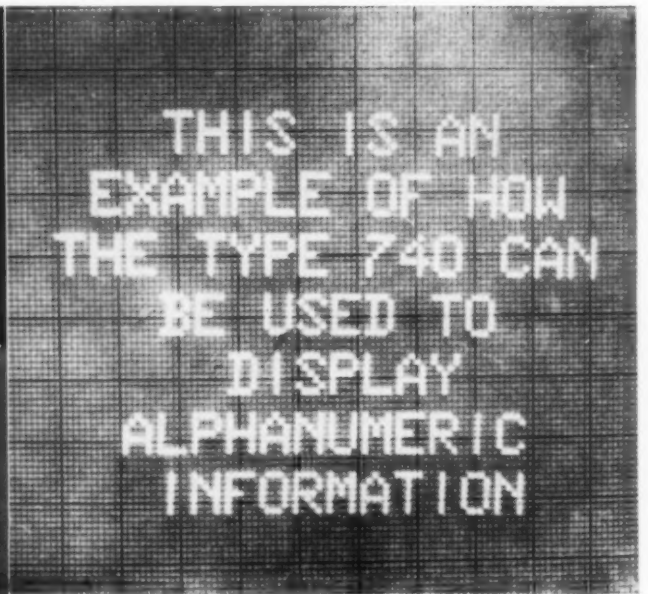 THIS IS AN
EXAMPLE OF HOW
THE TYPE 740 CAN
BE USED TO
DISPLAY
ALPHANUMERIC
INFORMATION